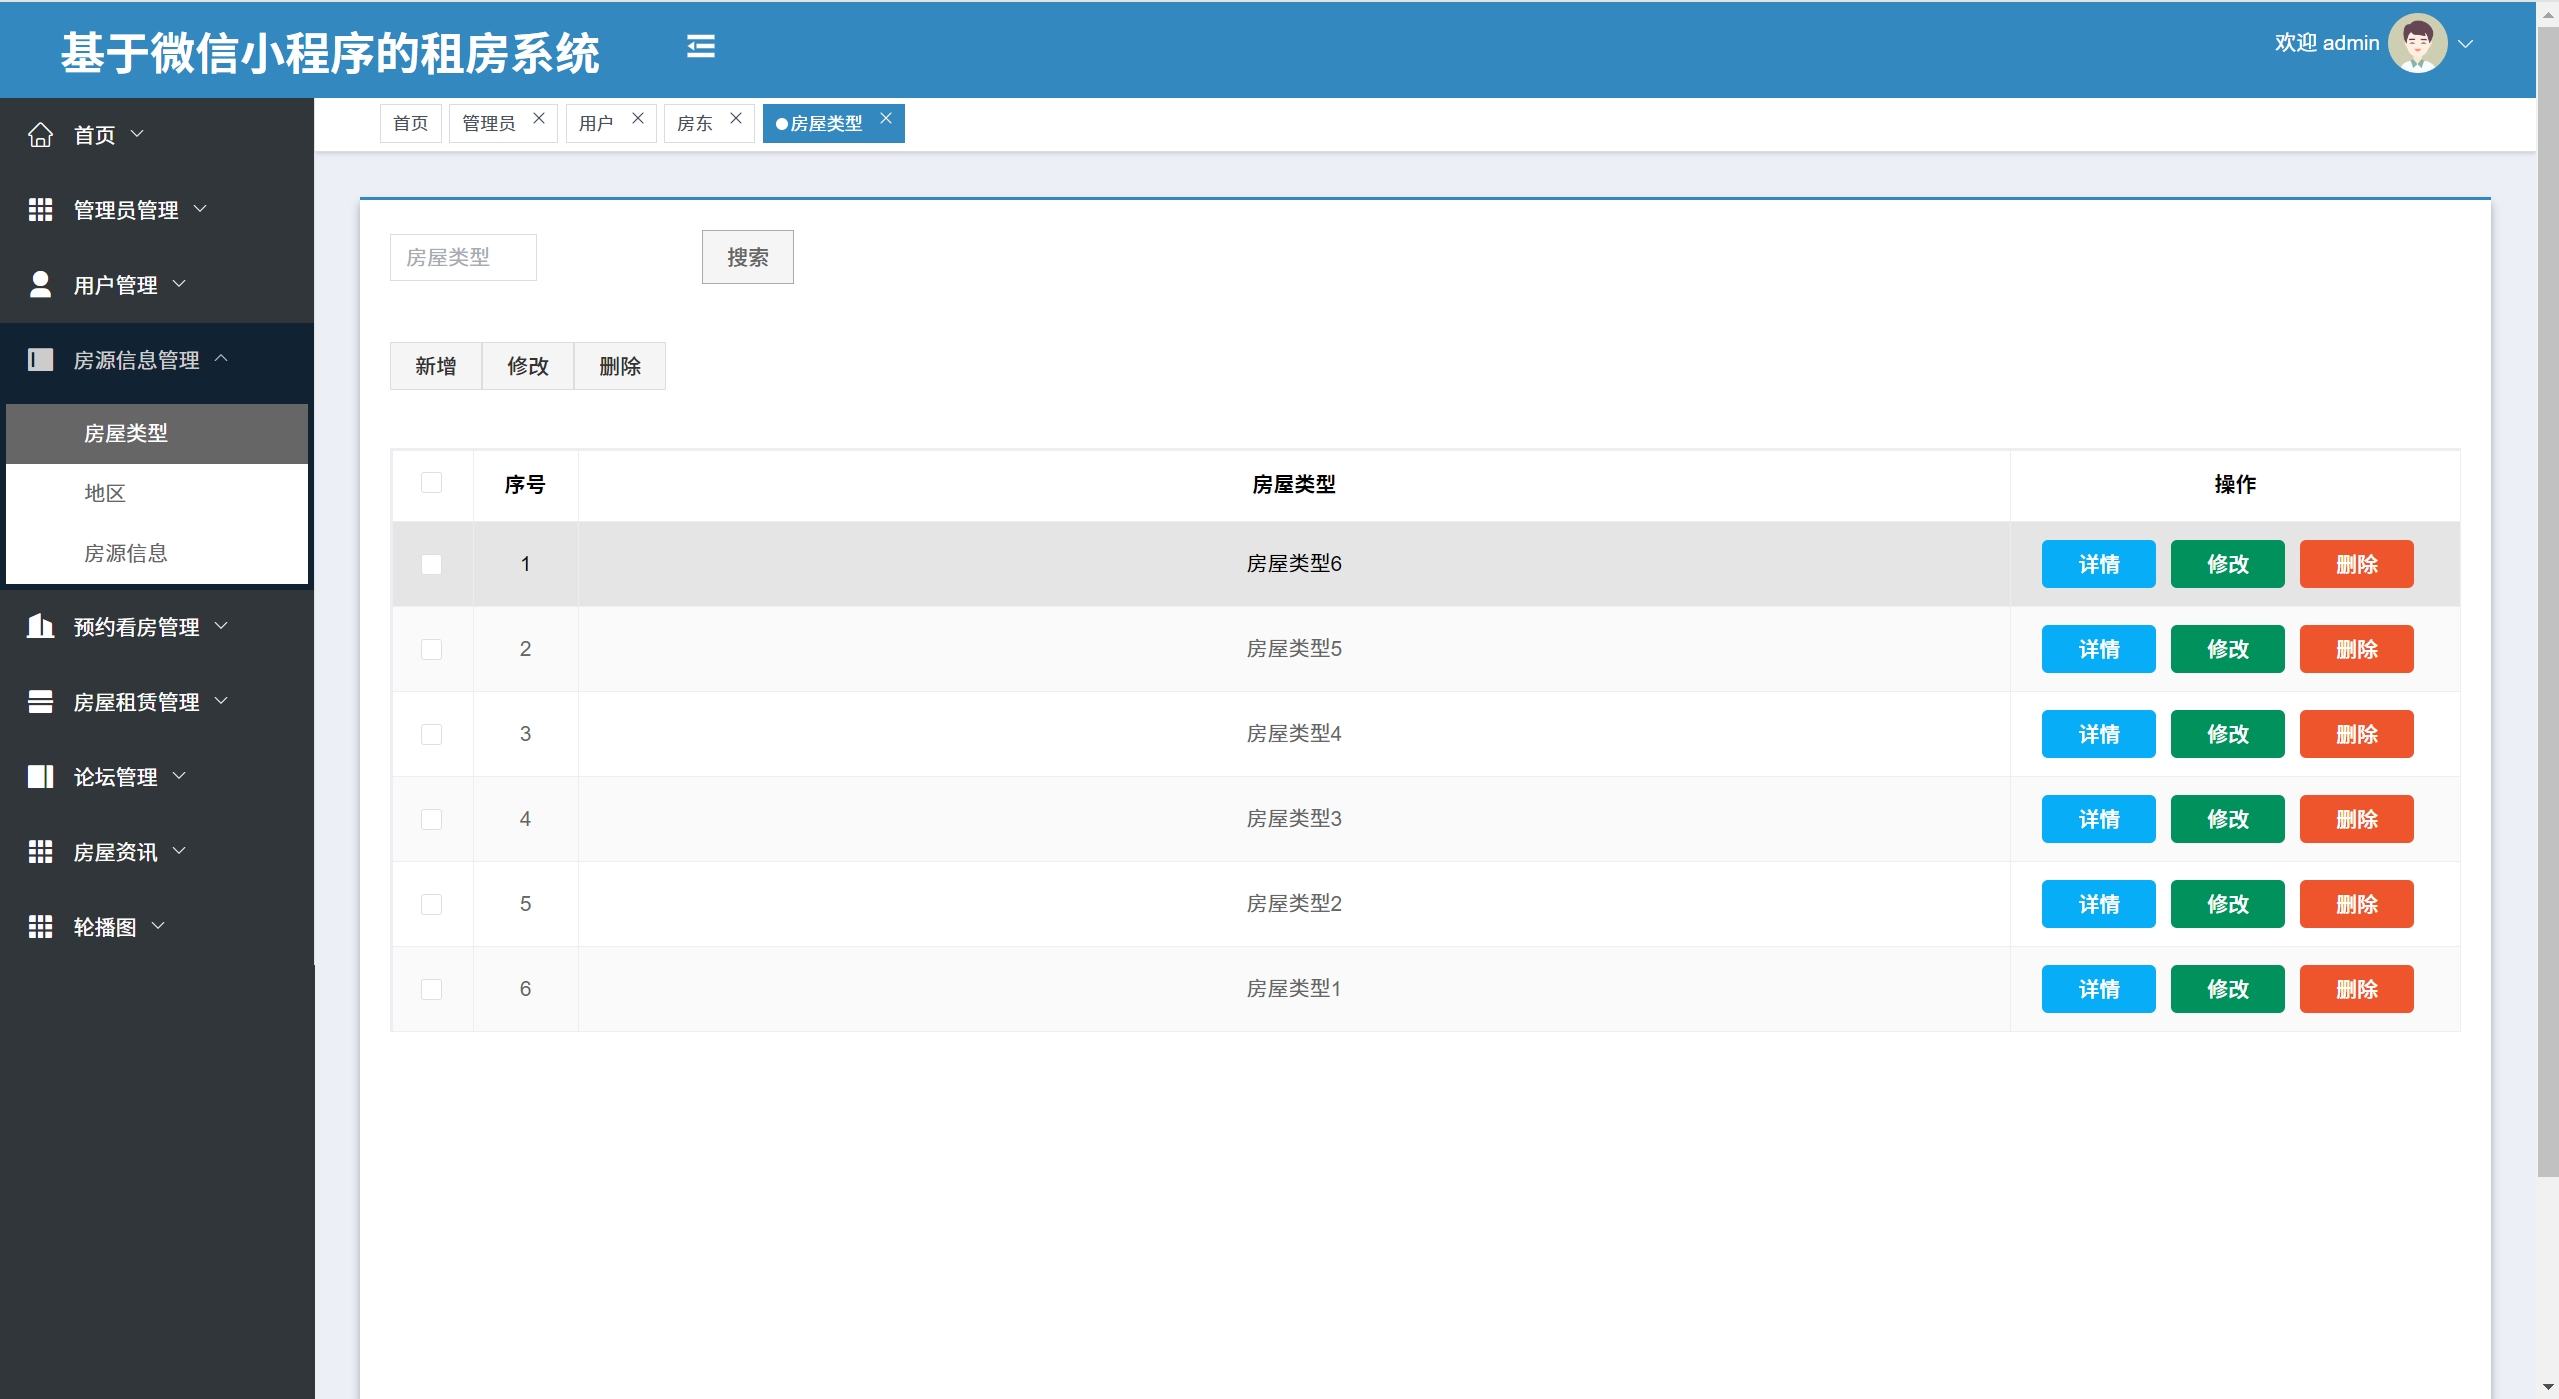 基于微信小程序的租房系统
欢迎 admin
首页
管理员管理
用户管理
房源信息管理
房屋类型
地区
房源信息
预约看房管理
房屋租赁管理
论坛管理
房屋资讯
轮播图
首页 管理员 用户 房东 房屋类型
房屋类型 搜索
新增 修改 删除
序号 房屋类型 操作
1 房屋类型6 详情 修改 删除
2 房屋类型5 详情 修改 删除
3 房屋类型4 详情 修改 删除
4 房屋类型3 详情 修改 删除
5 房屋类型2 详情 修改 删除
6 房屋类型1 详情 修改 删除